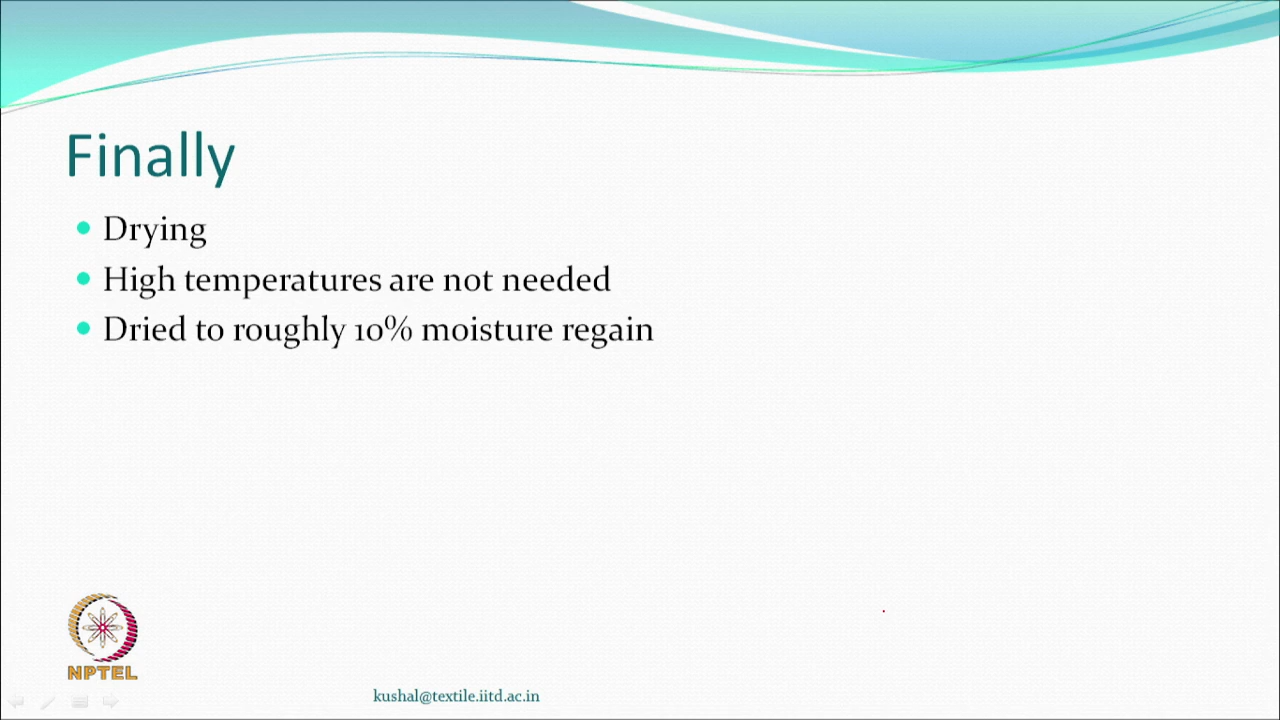 Finally
Drying
High temperatures are not needed
Dried to roughly 10% moisture regain
NPTEL
kushal@textile.iitd.ac.in